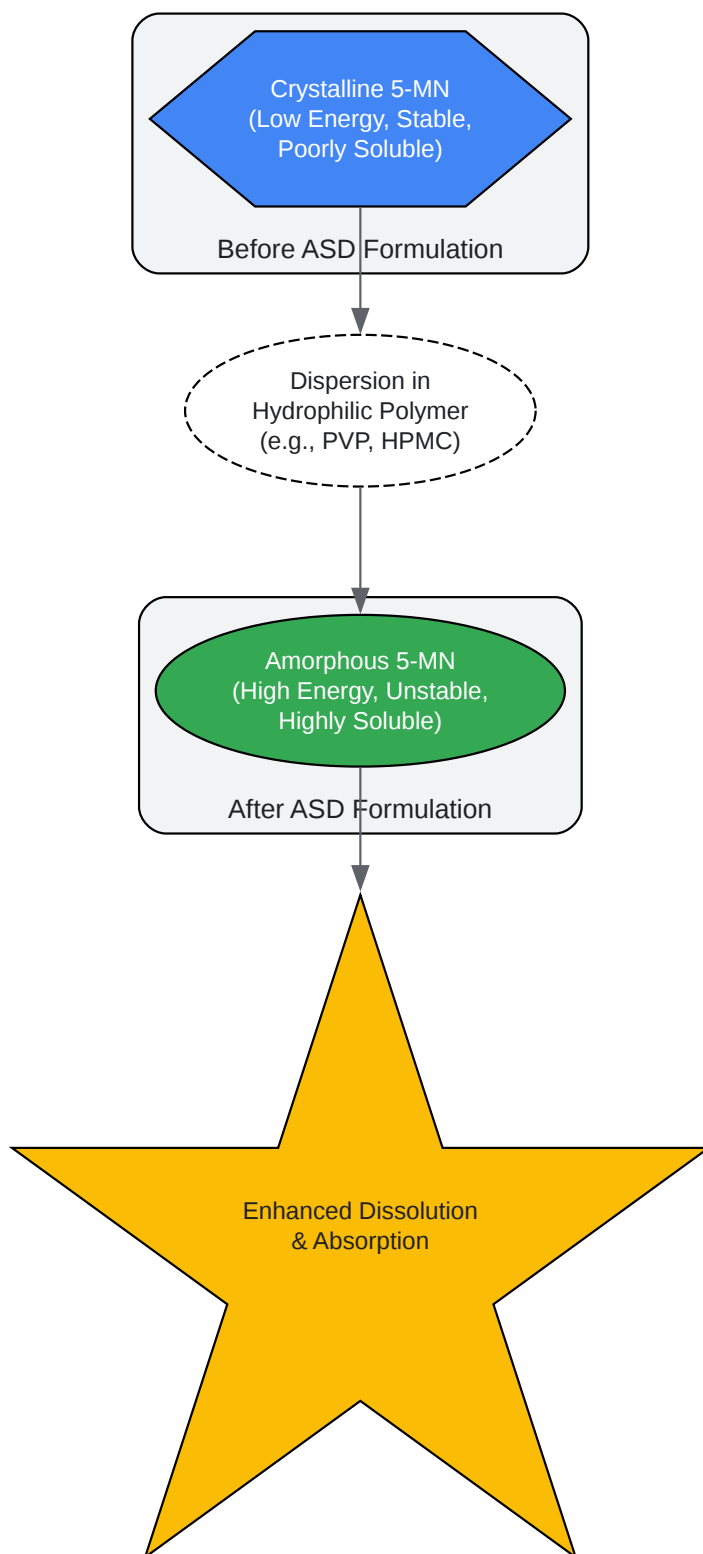 Crystalline 5-MN
(Low Energy, Stable,
Poorly Soluble)
Before ASD Formulation
Dispersion in
Hydrophilic Polymer
(e.g., PVP, HPMC)
Amorphous 5-MN
(High Energy, Unstable,
Highly Soluble)
After ASD Formulation
Enhanced Dissolution
& Absorption